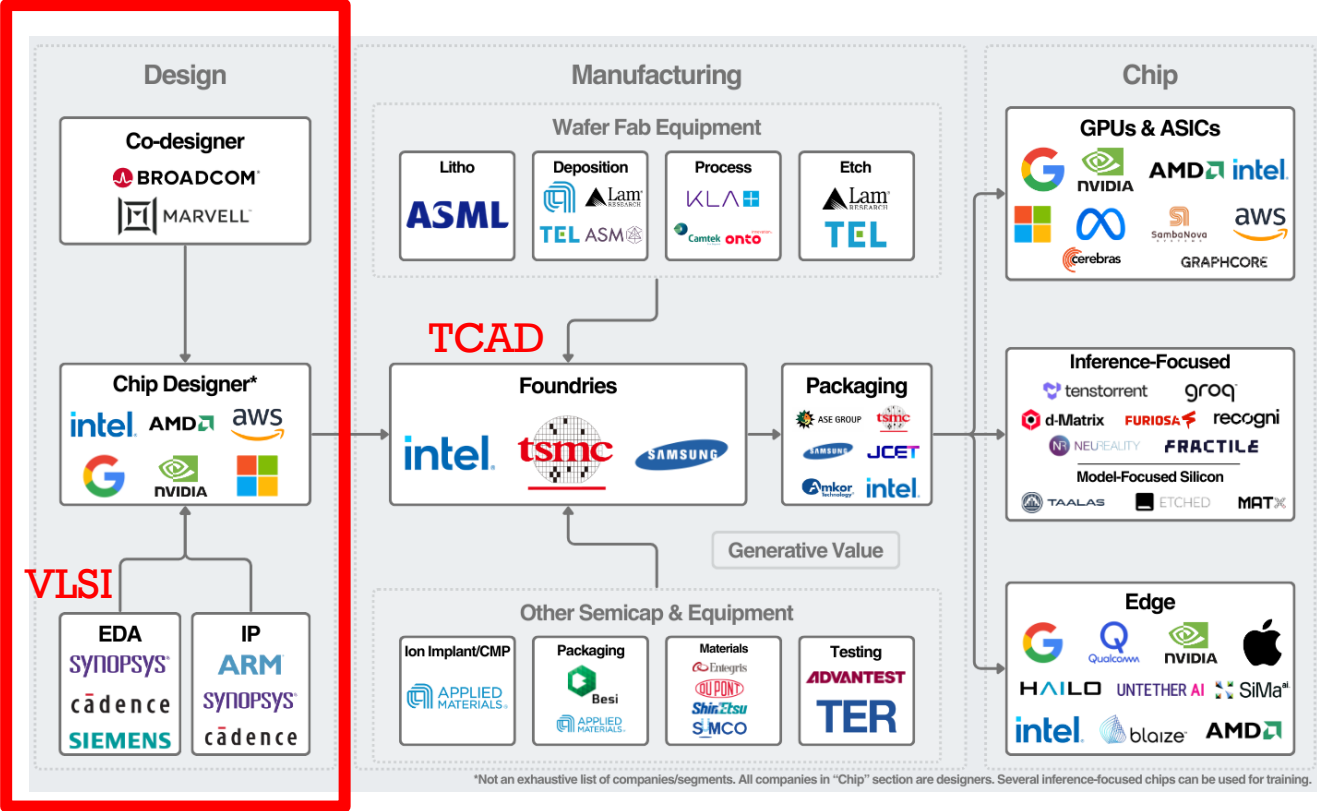 Design
Co-designer
BROADCOM
MARVELL
Chip Designer*
intel.
AMD
aws
NVIDIA
VLSI
EDA
SYNOPSYS
cādence
SIEMENS
IP
ARM
SYNOPSYS
cādence
Manufacturing
Wafer Fab Equipment
Litho
ASML
Deposition
Lam
RESEARCH
TEL
ASM
Process
KLA
Camtek
onto
Etch
Lam
RESEARCH
TEL
TCAD
Foundries
intel.
tsmc
SAMSUNG
Packaging
ASE GROUP
tsmc
SAMSUNG
JCET
Amkor
Technology
intel.
Generative Value
Other Semicap & Equipment
Ion Implant/CMP
APPLIED
MATERIALS
Packaging
Besi
APPLIED
MATERIALS
Materials
Entegris
DUPONT
ShinEtsu
SUMCO
Testing
ADVANTEST
TER
Chip
GPUs & ASICs
NVIDIA
AMD
intel.
SambaNova
SYSTEMS
aws
cerebras
GRAPHCORE
Inference-Focused
tenstorrent
groq
d-Matrix
FURIOSA
recogni
NR
NEUREALITY
FRACTILE
Model-Focused Silicon
TAALAS
ETCHED
MATX
Edge
Qualcomm
NVIDIA
HAILO
UNTETHER AI
SiMa.ai
intel.
blaize
AMD
*Not an exhaustive list of companies/segments. All companies in “Chip” section are designers. Several inference-focused chips can be used for training.